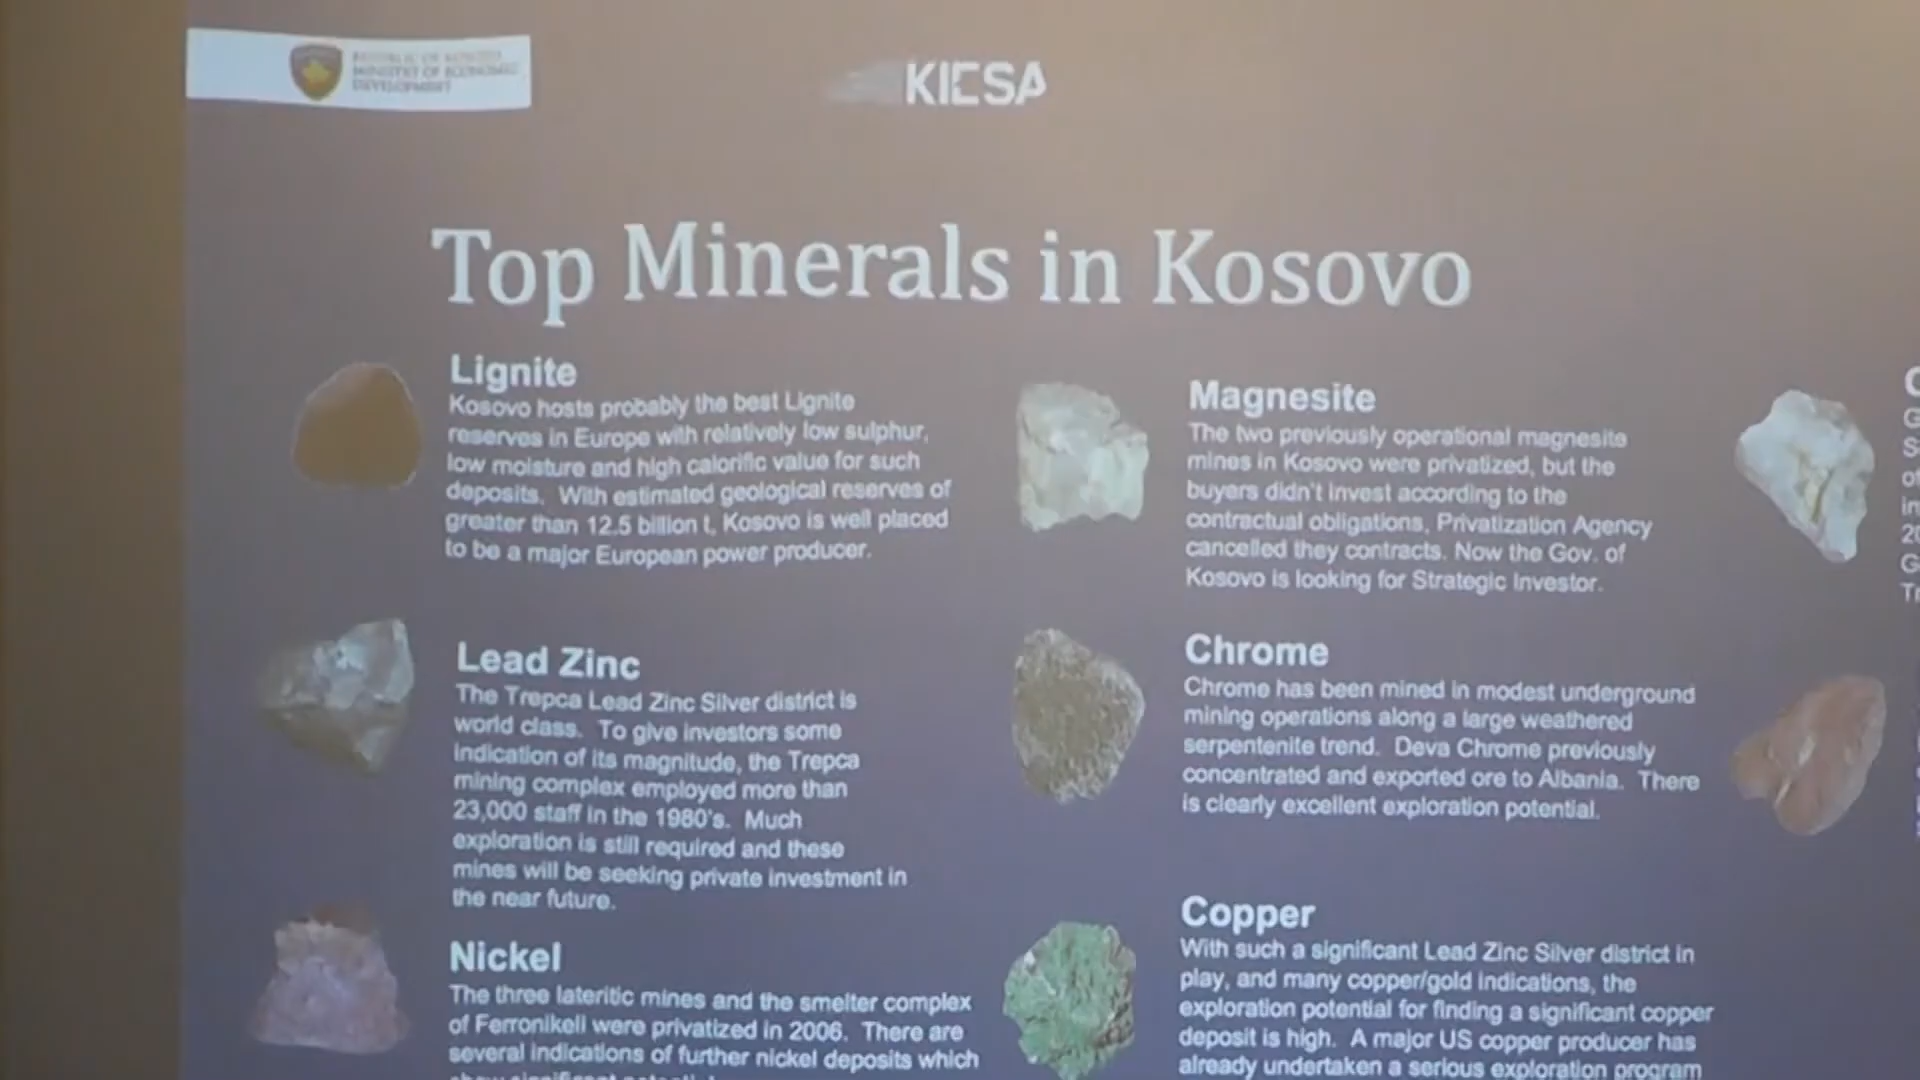 REPUBLIC OF KOSOVO
MINISTRY OF ECONOMIC
DEVELOPMENT
KIESA
Top Minerals in Kosovo
Lignite
Kosovo hosts probably the best Lignite
reserves in Europe with relatively low sulphur,
low moisture and high calorific value for such
deposits. With estimated geological reserves of
greater than 12.5 billion t, Kosovo is well placed
to be a major European power producer.
Lead Zinc
The Trepca Lead Zinc Silver district is
world class. To give investors some
indication of its magnitude, the Trepca
mining complex employed more than
23,000 staff in the 1980's. Much
exploration is still required and these
mines will be seeking private investment in
the near future.
Nickel
The three lateritic mines and the smelter complex
of Ferronikeli were privatized in 2006. There are
several indications of further nickel deposits which
Magnesite
The two previously operational magnesite
mines in Kosovo were privatized, but the
buyers didn't invest according to the
contractual obligations, Privatization Agency
cancelled they contracts. Now the Gov. of
Kosovo is looking for Strategic Investor.
Chrome
Chrome has been mined in modest underground
mining operations along a large weathered
serpentenite trend. Deva Chrome previously
concentrated and exported ore to Albania. There
is clearly excellent exploration potential.
Copper
With such a significant Lead Zinc Silver district in
play, and many copper/gold indications, the
exploration potential for finding a significant copper
deposit is high. A major US copper producer has
already undertaken a serious exploration program